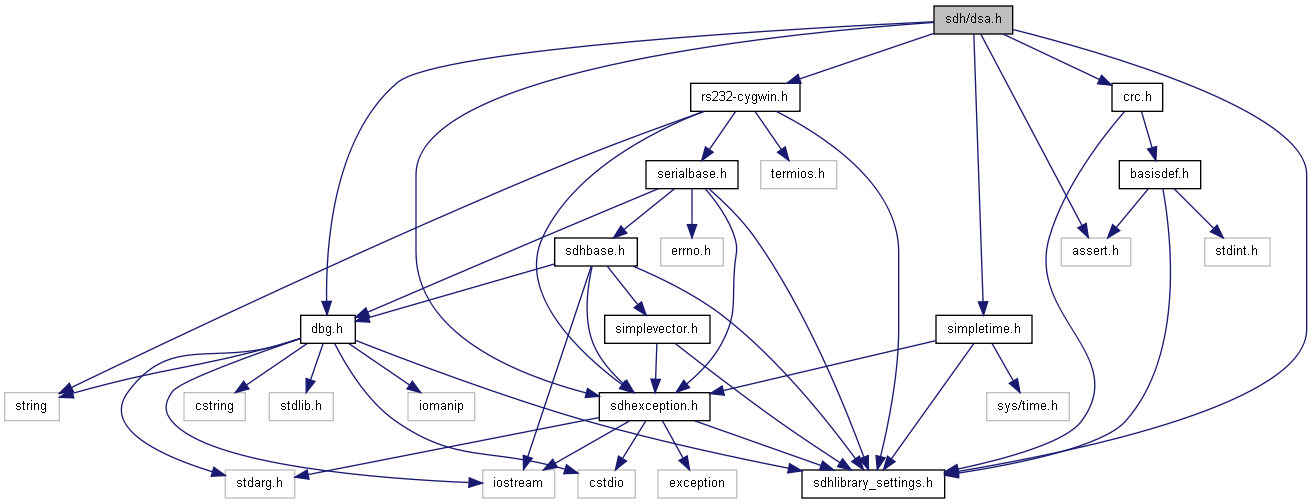 sdh/dsa.h
rs232-cygwin.h
crc.h
serialbase.h
termios.h
basisdef.h
sdhbase.h
errno.h
assert.h
stdint.h
dbg.h
simplevector.h
simpletime.h
string
cstring
stdlib.h
iomanip
sdhexception.h
sys/time.h
stdarg.h
iostream
cstdio
exception
sdhlibrary_settings.h